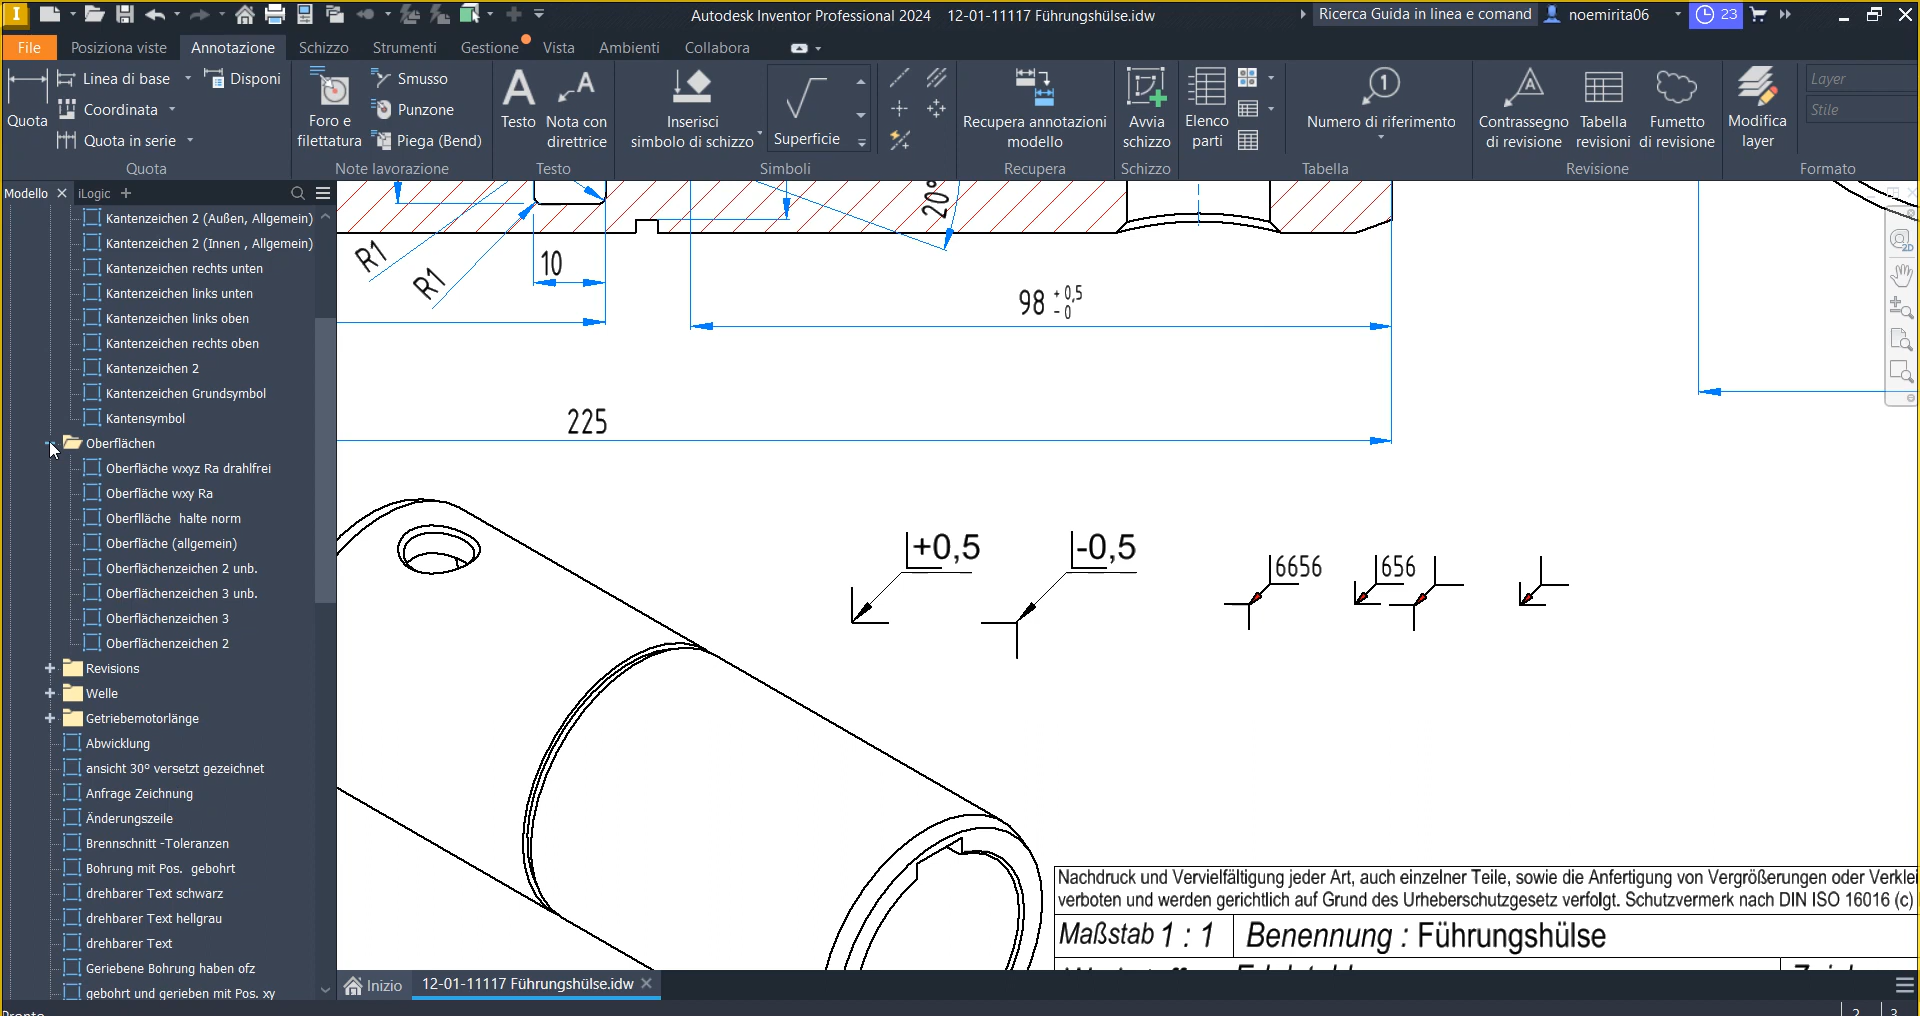 Autodesk Inventor Professional 2024 12-01-11117 Führungshülse.idw
Ricerca Guida in linea e comand
noemirita06
23
File Posiziona viste Annotazione Schizzo Strumenti Gestione Vista Ambienti Collabora
Quota
Linea di base
Disponi
Coordinata
Quota in serie
Quota
Foro e
filettatura
Smusso
Punzone
Piega (Bend)
Note lavorazione
Testo
Nota con
direttrice
Testo
Inserisci
simbolo di schizzo
Superficie
Simboli
Recupera annotazioni
modello
Recupera
Avvia
schizzo
Schizzo
Elenco
parti
Numero di riferimento
Tabella
Contrassegno
di revisione
Tabella
revisioni
Fumetto
di revisione
Revisione
Modifica
layer
Layer
Stile
Formato
Modello iLogic
Kantenzeichen 2 (Außen, Allgemein)
Kantenzeichen 2 (Innen , Allgemein)
Kantenzeichen rechts unten
Kantenzeichen links unten
Kantenzeichen links oben
Kantenzeichen rechts oben
Kantenzeichen 2
Kantenzeichen Grundsymbol
Kantensymbol
Oberflächen
Oberfläche wxyz Ra drahlfrei
Oberfläche wxy Ra
Oberflläche halte norm
Oberfläche (allgemein)
Oberflächenzeichen 2 unb.
Oberflächenzeichen 3 unb.
Oberflächenzeichen 3
Oberflächenzeichen 2
Revisions
Welle
Getriebemotorlänge
Abwicklung
ansicht 30° versetzt gezeichnet
Anfrage Zeichnung
Änderungszeile
Brennschnitt -Toleranzen
Bohrung mit Pos. gebohrt
drehbarer Text schwarz
drehbarer Text hellgrau
drehbarer Text
Geriebene Bohrung haben ofz
gebohrt und gerieben mit Pos. xy
20°
R1
R1
10
98 +0,5
-0
225
+0,5
-0,5
6656
656
Nachdruck und Vervielfältigung jeder Art, auch einzelner Teile, sowie die Anfertigung von Vergrößerungen oder Verklei
verboten und werden gerichtlich auf Grund des Urheberschutzgesetz verfolgt. Schutzvermerk nach DIN ISO 16016 (c)
Maßstab 1 : 1 Benennung : Führungshülse
Inizio
12-01-11117 Führungshülse.idw
2 3